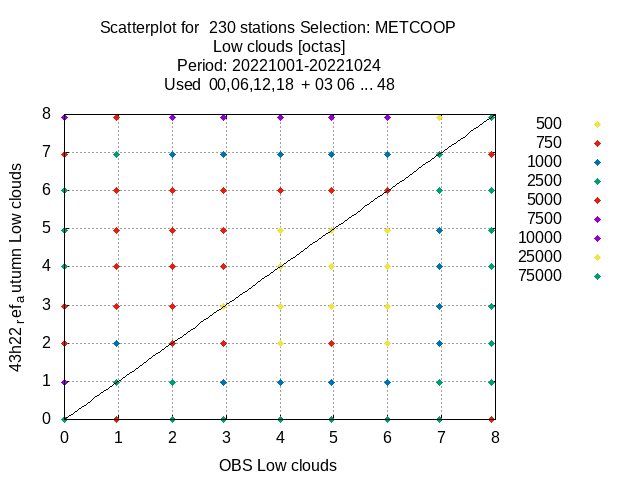 Scatterplot for  230 stations Selection: METCOOP
Low clouds [octas]
Period: 20221001-20221024
Used  00,06,12,18  + 03 06 ... 48
8
7
6
5
4
3
2
1
0
0 1 2 3 4 5 6 7 8
43h22ref_autumn Low clouds
OBS Low clouds
500
750
1000
2500
5000
7500
10000
25000
75000